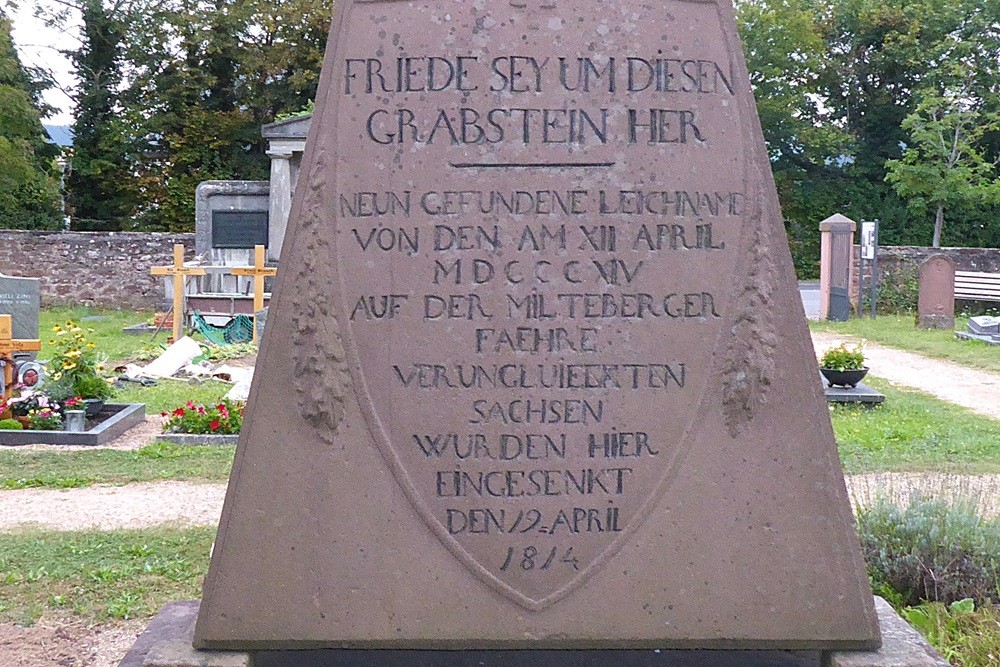 FRIEDE SEY UM DIESEN
GRABSTEIN HER
NEUN GEFUNDENE LEICHNAME
VON DEN AM XII APRIL
MDCCCXIV
AUF DER MILTEBERGER
FAEHRE
VERUNGLUIECKTEN
SACHSEN
WURDEN HIER
EINGESENKT
DEN 19. APRIL
1814